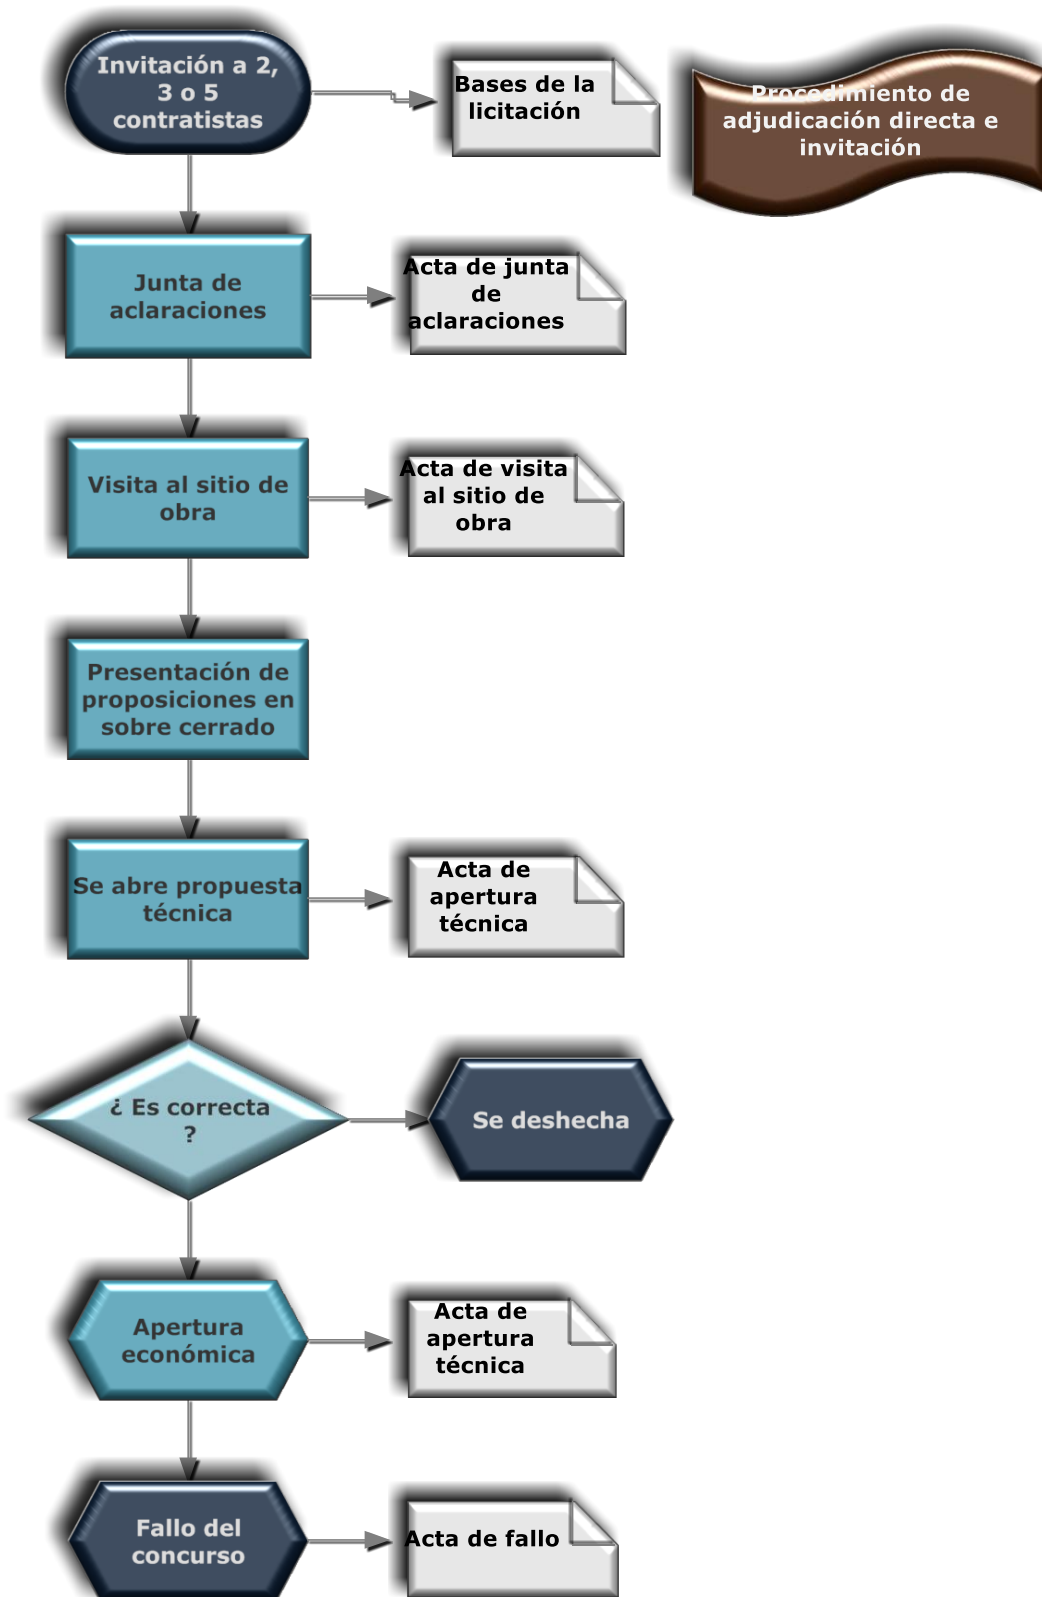 Invitación a 2,
3 o 5
contratistas
Bases de la
licitación
Procedimiento de
adjudicación directa e
invitación
Junta de
aclaraciones
Acta de junta
de
aclaraciones
Visita al sitio de
obra
Acta de visita
al sitio de
obra
Presentación de
proposiciones en
sobre cerrado
Se abre propuesta
técnica
Acta de
apertura
técnica
¿ Es correcta
?
Se deshecha
Apertura
económica
Acta de
apertura
técnica
Fallo del
concurso
Acta de fallo